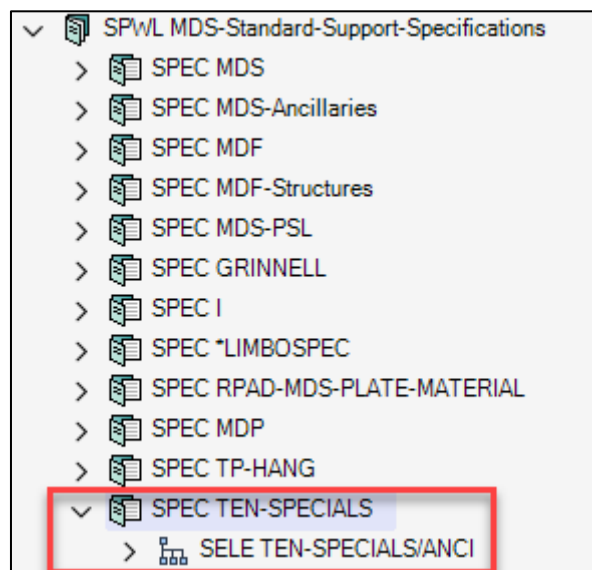 SPWL MDS-Standard-Support-Specifications
SPEC MDS
SPEC MDS-Ancillaries
SPEC MDF
SPEC MDF-Structures
SPEC MDS-PSL
SPEC GRINNELL
SPEC I
SPEC *LIMBOSPEC
SPEC RPAD-MDS-PLATE-MATERIAL
SPEC MDP
SPEC TP-HANG
SPEC TEN-SPECIALS
SELE TEN-SPECIALS/ANCI